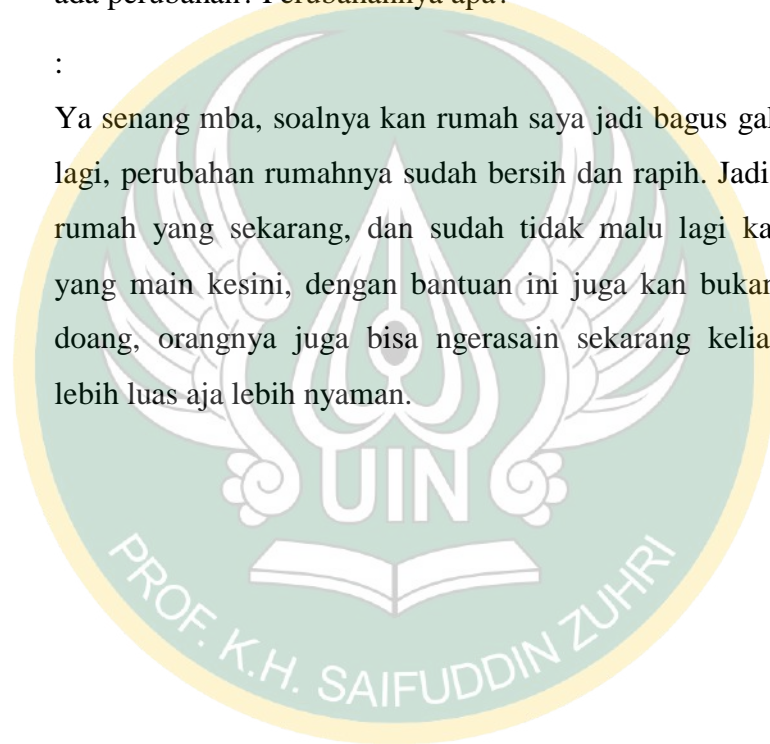 ada perubahan? Perubahannya apa?
:
Ya senang mba, soalnya kan rumah saya jadi bagus
lagi, perubahan rumahnya sudah bersih dan rapih. Jadi
rumah yang sekarang, dan sudah tidak malu lagi
yang main kesini, dengan bantuan ini juga kan
doang, orangnya juga bisa ngerasain sekarang
lebih luas aja lebih nyaman.
UIN
PROF. K.H. SAIFUDDIN ZUHRI